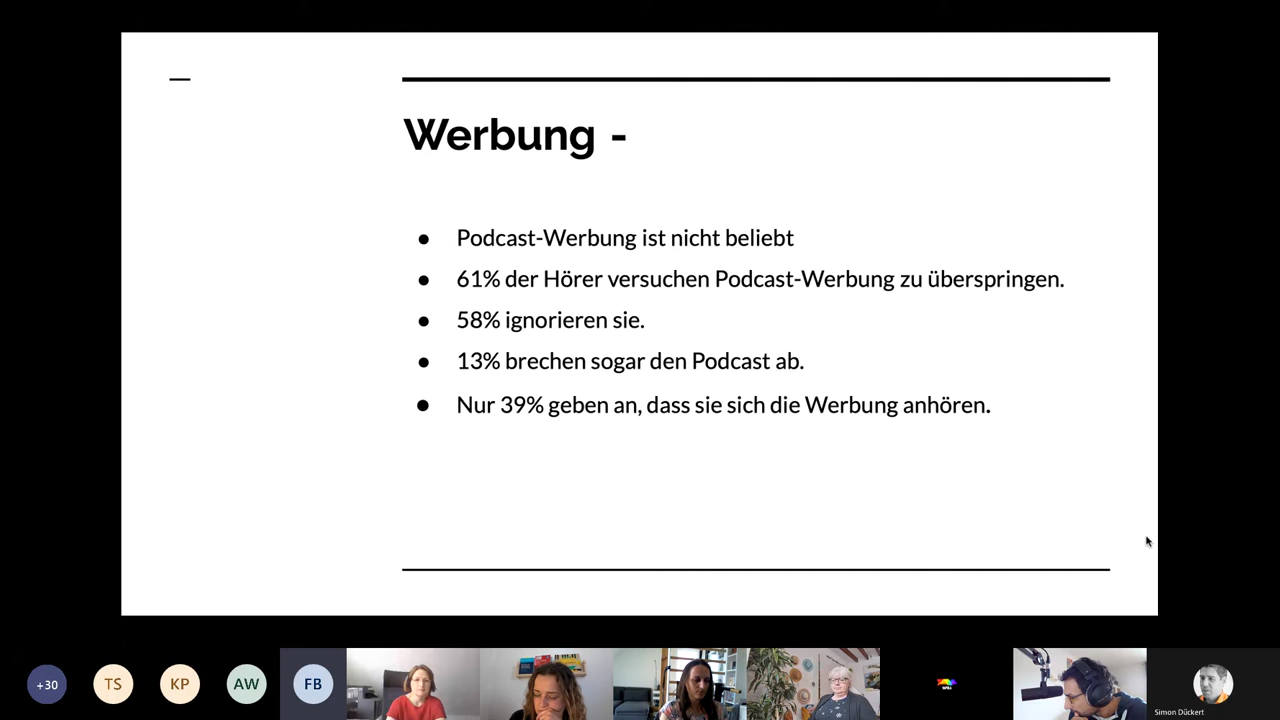 Werbung -
● Podcast-Werbung ist nicht beliebt
● 61% der Hörer versuchen Podcast-Werbung zu überspringen.
● 58% ignorieren sie.
● 13% brechen sogar den Podcast ab.
● Nur 39% geben an, dass sie sich die Werbung anhören.
+30
TS
KP
AW
FB
Simon Dückert